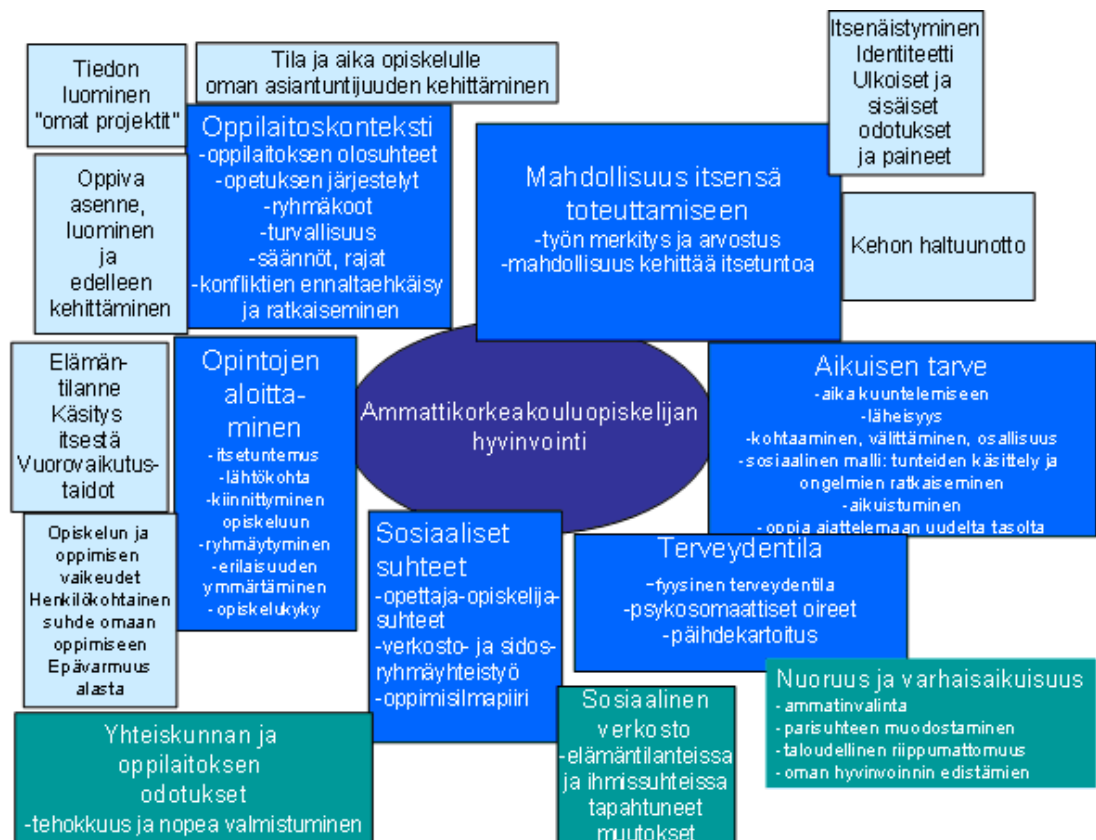 Tiedon
luominen
"omat projektit"
Tila ja aika opiskelulle
oman asiantuntijuuden kehittäminen
Itsenäistyminen
Identiteetti
Ulkoiset ja
sisäiset
odotukset
ja paineet
Oppilaitoskonteksti
-oppilaitoksen olosuhteet
-opetuksen järjestelyt
-ryhmäkoot
-turvallisuus
-säännöt, rajat
-konfliktien ennaltaehkäisy
ja ratkaiseminen
Mahdollisuus itsensä
toteuttamiseen
-työn merkitys ja arvostus
-mahdollisuus kehittää itsetuntoa
Oppiva
asenne,
luominen
ja
edelleen
kehittäminen
Kehon haltuunotto
Elämän-
tilanne
Käsitys
itsestä
Vuorovaikutus-
taidot
Opintojen
aloitta-
minen
-itsetuntemus
-lähtökohta
-kiinnittyminen
opiskeluun
-ryhmäytyminen
-erilaisuuden
ymmärtäminen
-opiskelukyky
Ammattikorkeakouluopiskelijan
hyvinvointi
Aikuisen tarve
-aika kuuntelemiseen
-läheisyys
-kohtaaminen, välittäminen, osallisuus
-sosiaalinen malli: tunteiden käsittely ja
ongelmien ratkaiseminen
-aikuistuminen
-oppia ajattelemaan uudelta tasolta
Opiskelun ja
oppimisen
vaikeudet
Henkilökohtainen
suhde omaan
oppimiseen
Epävarmuus
alasta
Sosiaaliset
suhteet
-opettaja-opiskelija-
suhteet
-verkosto- ja sidos-
ryhmäyhteistyö
-oppimisilmapiiri
Terveydentila
-fyysinen terveydentila
-psykosomaattiset oireet
-päihdekartoitus
Yhteiskunnan ja
oppilaitoksen
odotukset
-tehokkuus ja nopea valmistuminen
Sosiaalinen
verkosto
-elämäntilanteissa
ja ihmissuhteissa
tapahtuneet
muutokset
Nuoruus ja varhaisaikuisuus
- ammatinvalinta
- parisuhteen muodostaminen
- taloudellinen riippumattomuus
- oman hyvinvoinnin edistämien